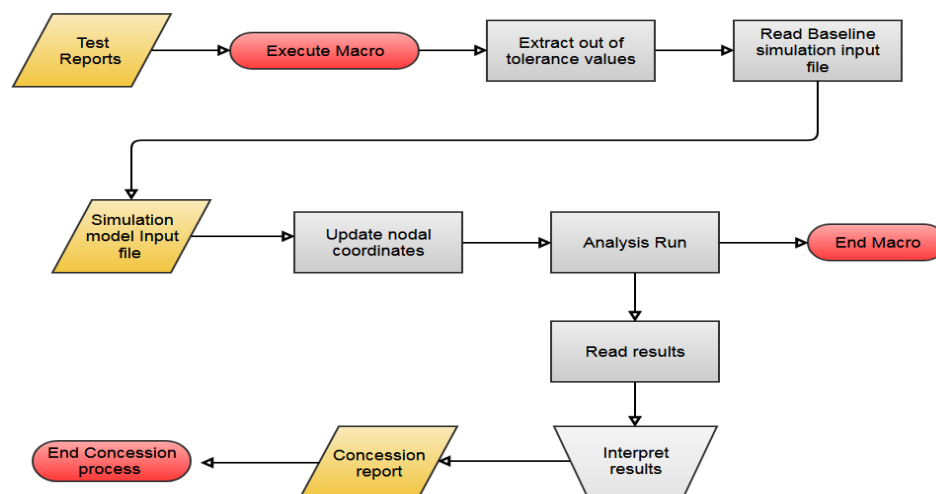 Test
Reports
Execute Macro
Extract out of
tolerance values
Read Baseline
simulation input
file
Simulation
model Input
file
Update nodal
coordinates
Analysis Run
End Macro
Read results
Interpret
results
Concession
report
End Concession
process